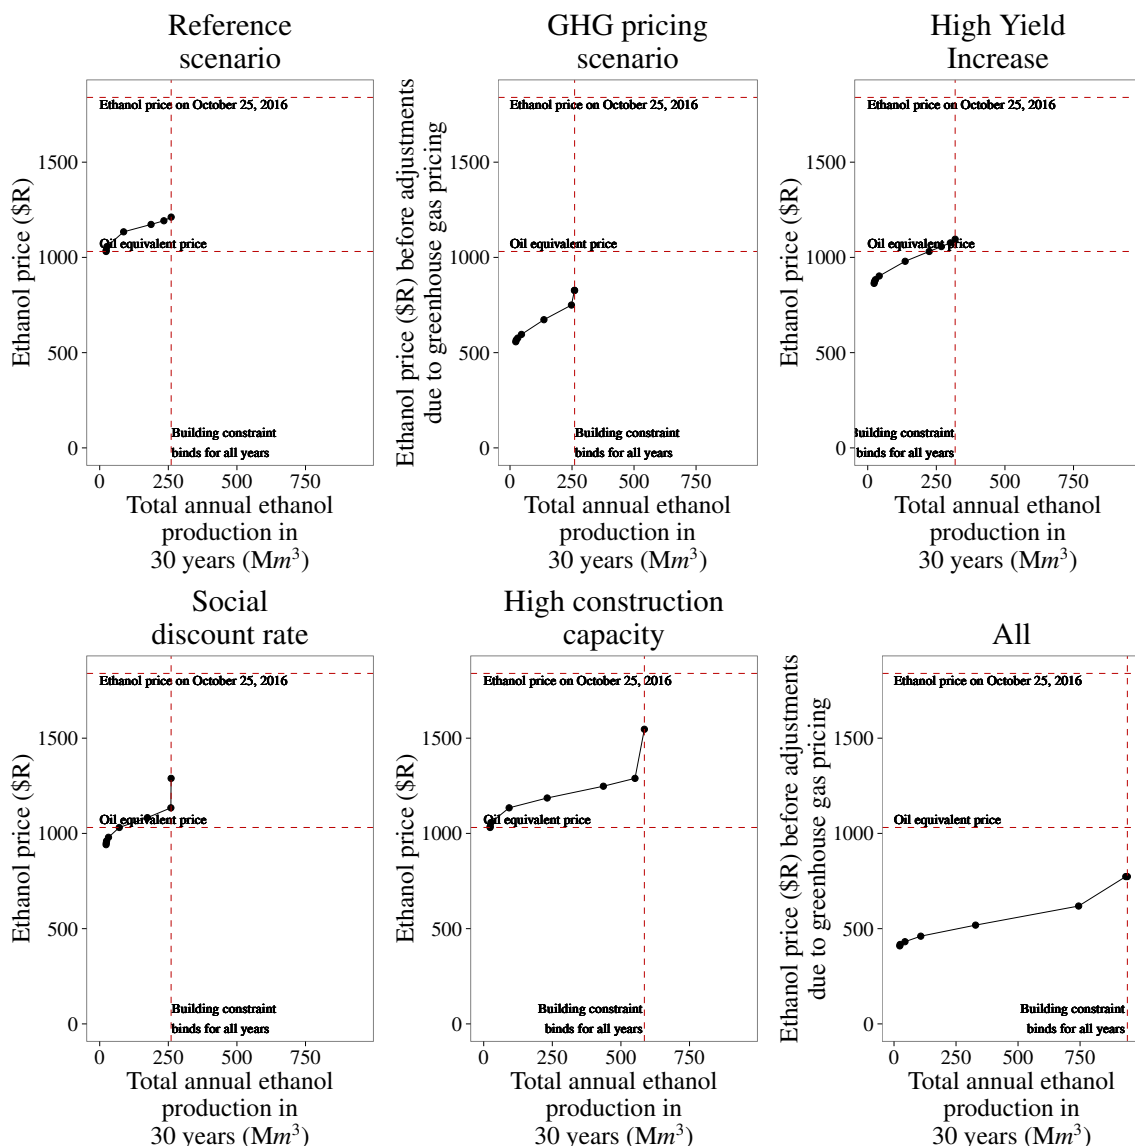 Reference
scenario
Ethanol price ($R)
1500
1000
500
0
Ethanol price on October 25, 2016
Oil equivalent price
Building constraint
binds for all years
0 250 500 750
Total annual ethanol
production in
30 years (Mm³)
GHG pricing
scenario
Ethanol price ($R) before adjustments
due to greenhouse gas pricing
1500
1000
500
0
Ethanol price on October 25, 2016
Oil equivalent price
Building constraint
binds for all years
0 250 500 750
Total annual ethanol
production in
30 years (Mm³)
High Yield
Increase
Ethanol price ($R)
1500
1000
500
0
Ethanol price on October 25, 2016
Oil equivalent price
Building constraint
binds for all years
0 250 500 750
Total annual ethanol
production in
30 years (Mm³)
Social
discount rate
Ethanol price ($R)
1500
1000
500
0
Ethanol price on October 25, 2016
Oil equivalent price
Building constraint
binds for all years
0 250 500 750
Total annual ethanol
production in
30 years (Mm³)
High construction
capacity
Ethanol price ($R)
1500
1000
500
0
Ethanol price on October 25, 2016
Oil equivalent price
Building constraint
binds for all years
0 250 500 750
Total annual ethanol
production in
30 years (Mm³)
All
Ethanol price ($R) before adjustments
due to greenhouse gas pricing
1500
1000
500
0
Ethanol price on October 25, 2016
Oil equivalent price
Building constraint
binds for all years
0 250 500 750
Total annual ethanol
production in
30 years (Mm³)